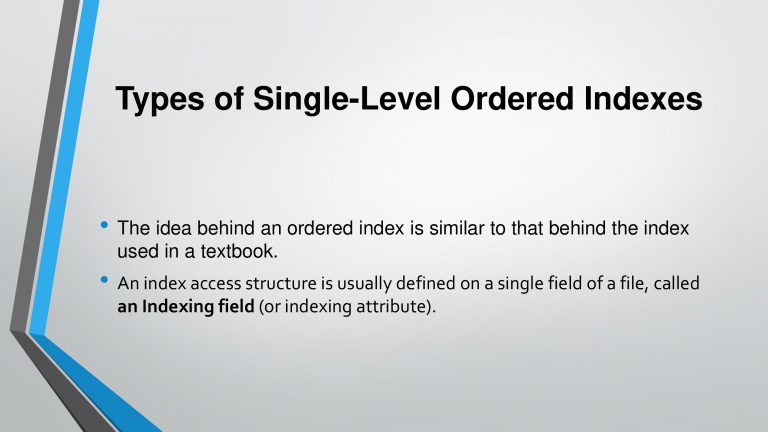 Types of Single-Level Ordered Indexes
• The idea behind an ordered index is similar to that behind the index
used in a textbook.
• An index access structure is usually defined on a single field of a file, called
an Indexing field (or indexing attribute).